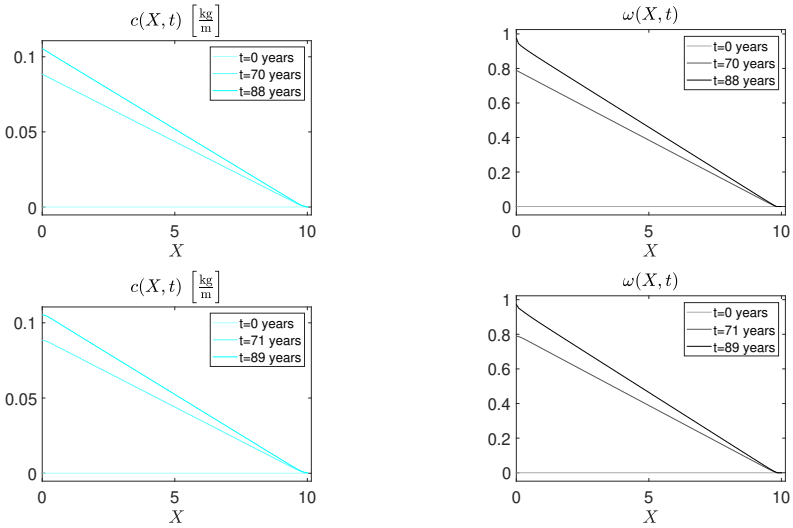 c(X, t) [kg/m]
t=0 years
t=70 years
t=88 years
0.1
0.05
0
0 5 10
X
ω(X, t)
t=0 years
t=70 years
t=88 years
1
0.8
0.6
0.4
0.2
0
0 5 10
X
c(X, t) [kg/m]
t=0 years
t=71 years
t=89 years
0.1
0.05
0
0 5 10
X
ω(X, t)
t=0 years
t=71 years
t=89 years
1
0.8
0.6
0.4
0.2
0
0 5 10
X